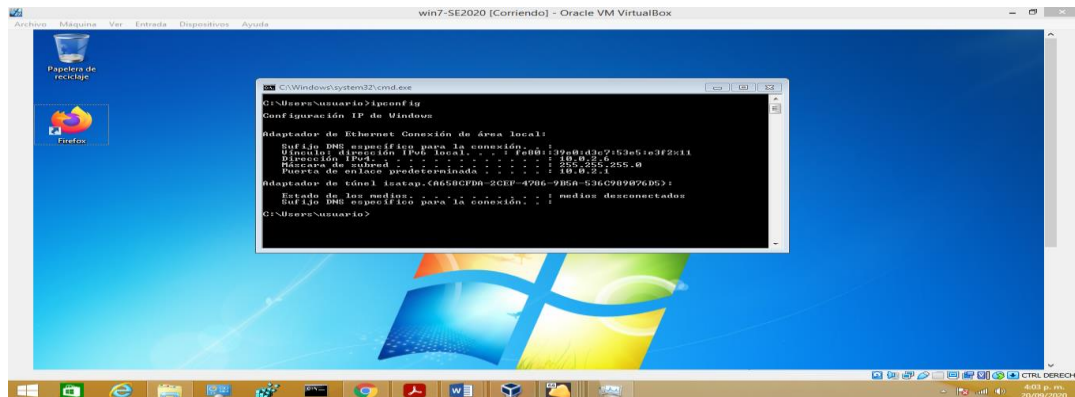 win7-SE2020 [Corriendo] - Oracle VM VirtualBox
Archivo Máquina Ver Entrada Dispositivos Ayuda
Papelera de
reciclaje
Firefox
C:\Windows\system32\cmd.exe
C:\Users\usuario>ipconfig
Configuración IP de Windows
Adaptador de Ethernet Conexión de área local:
Sufijo DNS específico para la conexión. . :
Vínculo: dirección IPv6 local. . . : fe80::39e0:d3c7:53e5:e3f2%11
Dirección IPv4. . . . . . . . . . . . . . : 10.0.2.6
Máscara de subred . . . . . . . . . . . . : 255.255.255.0
Puerta de enlace predeterminada . . . . . : 10.0.2.1
Adaptador de túnel isatap.{A658CFDA-2CEF-4706-9B5A-536C989076D5}:
Estado de los medios. . . . . . . . . . . : medios desconectados
Sufijo DNS específico para la conexión. . :
C:\Users\usuario>
CTRL DERECH
4:03 p. m.
20/09/2020